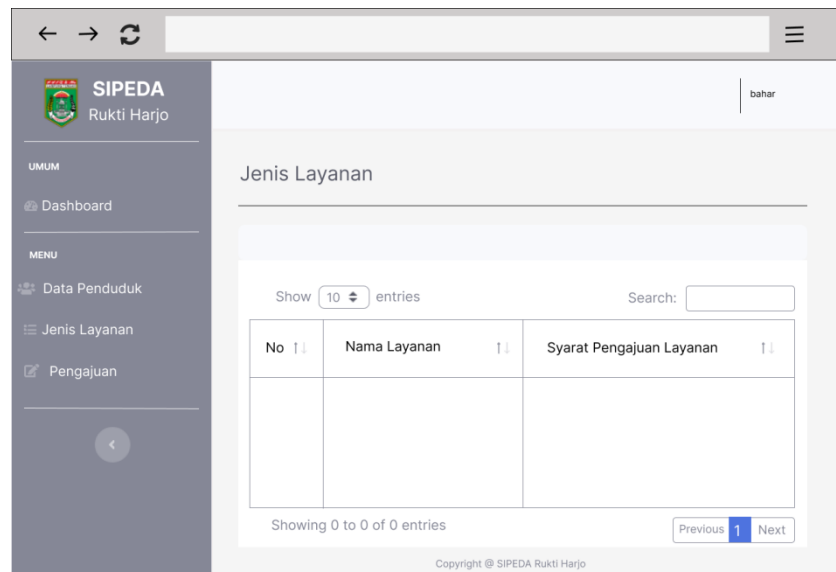 SIPEDA
Rukti Harjo
bahar
UMUM
Dashboard
MENU
Data Penduduk
Jenis Layanan
Pengajuan
Jenis Layanan
Show 10 entries
Search:
No
Nama Layanan
Syarat Pengajuan Layanan
Showing 0 to 0 of 0 entries
Previous 1 Next
Copyright @ SIPEDA Rukti Harjo